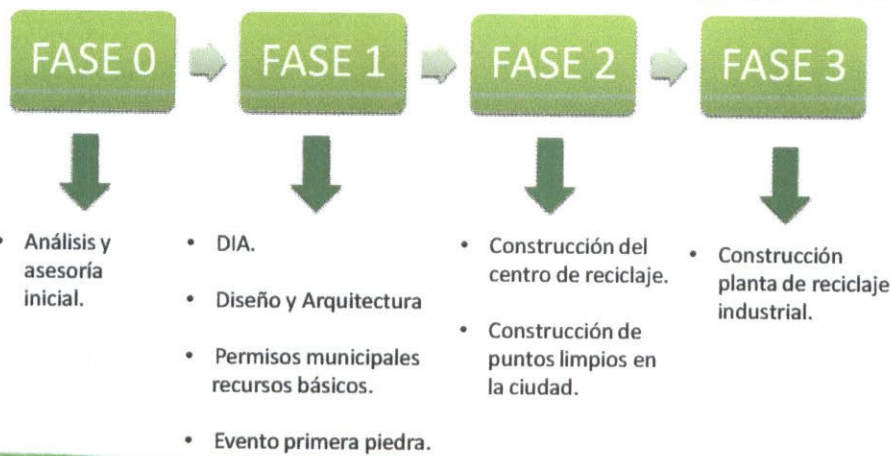 FASE 0
FASE 1
FASE 2
FASE 3
• Análisis y
asesoría
inicial.
• DIA.
• Diseño y Arquitectura
• Permisos municipales
recursos básicos.
• Evento primera piedra.
• Construcción del
centro de reciclaje.
• Construcción de
puntos limpios en
la ciudad.
• Construcción
planta de reciclaje
industrial.